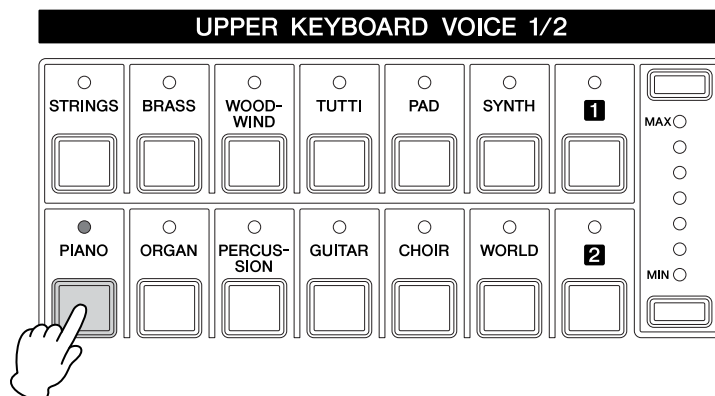 UPPER KEYBOARD VOICE 1/2
STRINGS
BRASS
WOOD-
WIND
TUTTI
PAD
SYNTH
1
MAX
PIANO
ORGAN
PERCUS-
SION
GUITAR
CHOIR
WORLD
2
MIN